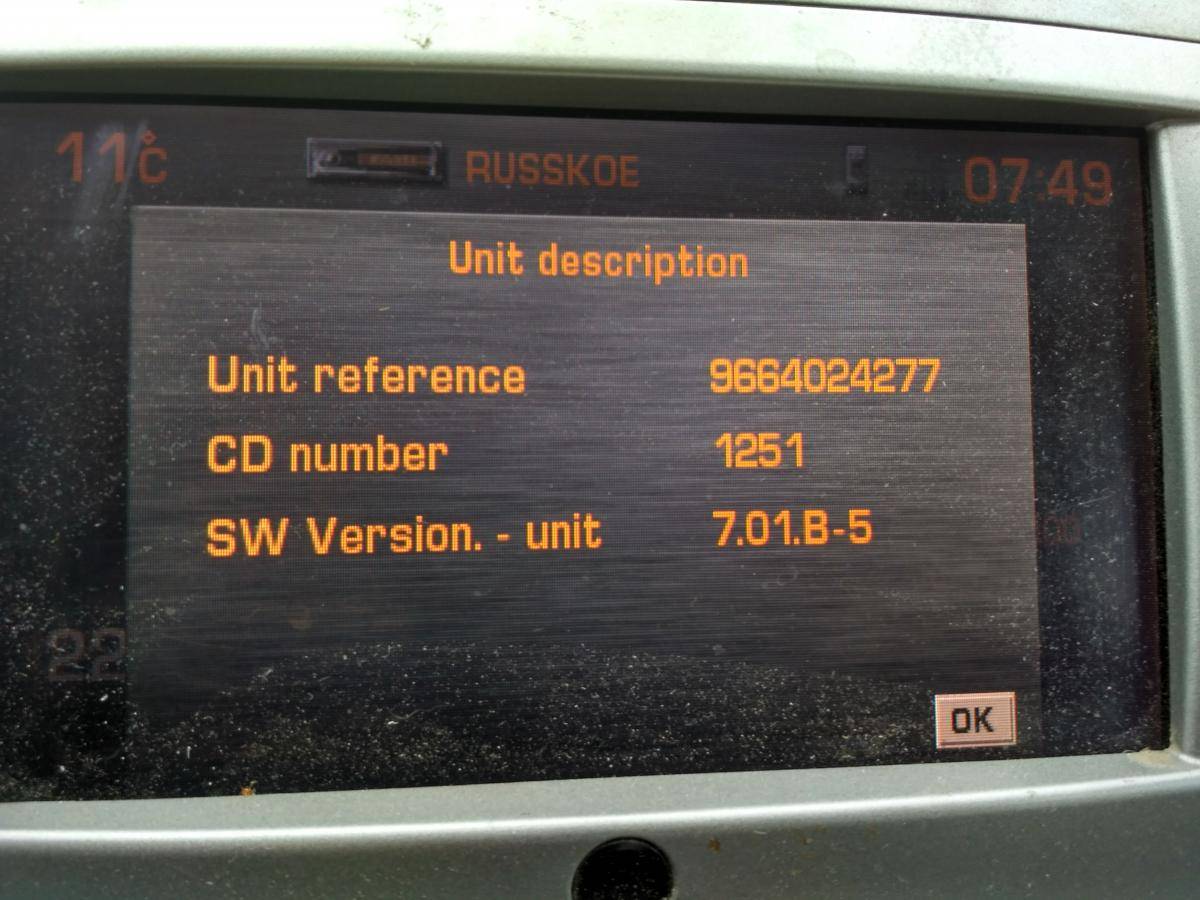 11°C
RUSSKOE
07:49
Unit description
Unit reference 9664024277
CD number 1251
SW Version. - unit 7.01.B-5
22
OK